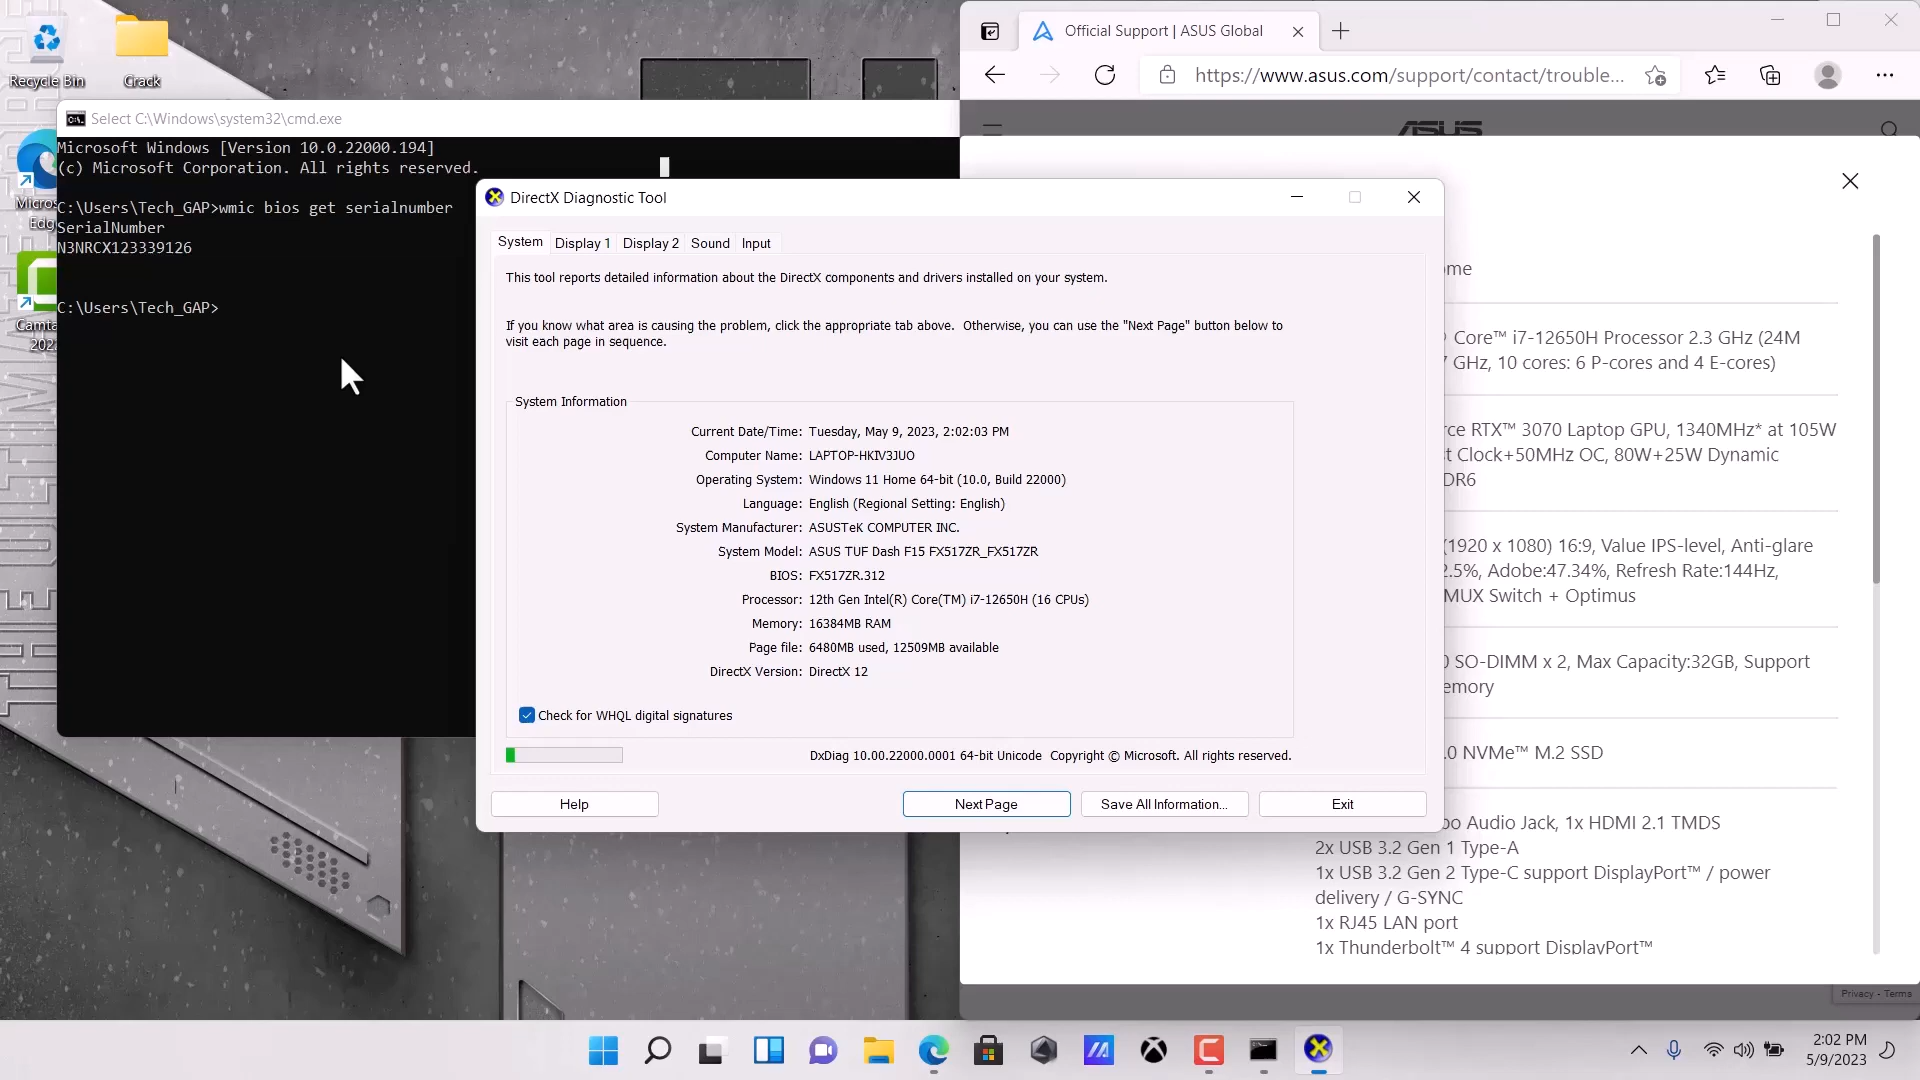 Recycle Bin
Crack
Select C:\Windows\system32\cmd.exe
Microsoft Windows [Version 10.0.22000.194]
(c) Microsoft Corporation. All rights reserved.
C:\Users\Tech_GAP>wmic bios get serialnumber
SerialNumber
N3NRCX123339126
C:\Users\Tech_GAP>
Official Support | ASUS Global
https://www.asus.com/support/contact/trouble...
ASUS
DirectX Diagnostic Tool
System
Display 1
Display 2
Sound
Input
This tool reports detailed information about the DirectX components and drivers installed on your system.
If you know what area is causing the problem, click the appropriate tab above.  Otherwise, you can use the "Next Page" button below to
visit each page in sequence.
System Information
Current Date/Time: Tuesday, May 9, 2023, 2:02:03 PM
Computer Name: LAPTOP-HKIV3JUO
Operating System: Windows 11 Home 64-bit (10.0, Build 22000)
Language: English (Regional Setting: English)
System Manufacturer: ASUSTeK COMPUTER INC.
System Model: ASUS TUF Dash F15 FX517ZR_FX517ZR
BIOS: FX517ZR.312
Processor: 12th Gen Intel(R) Core(TM) i7-12650H (16 CPUs)
Memory: 16384MB RAM
Page file: 6480MB used, 12509MB available
DirectX Version: DirectX 12
Check for WHQL digital signatures
DxDiag 10.00.22000.0001 64-bit Unicode  Copyright © Microsoft. All rights reserved.
Help
Next Page
Save All Information...
Exit
Core™ i7-12650H Processor 2.3 GHz (24M
GHz, 10 cores: 6 P-cores and 4 E-cores)
RTX™ 3070 Laptop GPU, 1340MHz* at 105W
Clock+50MHz OC, 80W+25W Dynamic
(1920 x 1080) 16:9, Value IPS-level, Anti-glare
2.5%, Adobe:47.34%, Refresh Rate:144Hz,
MUX Switch + Optimus
SO-DIMM x 2, Max Capacity:32GB, Support
.0 NVMe™ M.2 SSD
Audio Jack, 1x HDMI 2.1 TMDS
2x USB 3.2 Gen 1 Type-A
1x USB 3.2 Gen 2 Type-C support DisplayPort™ / power
delivery / G-SYNC
1x RJ45 LAN port
1x Thunderbolt™ 4 support DisplayPort™
Privacy - Terms
2:02 PM
5/9/2023